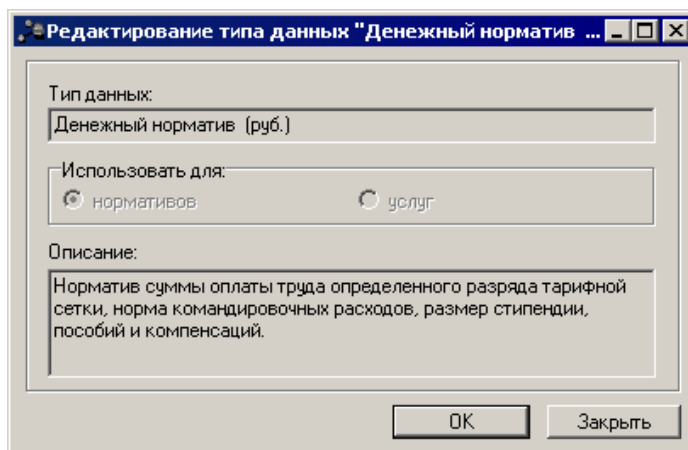 Редактирование типа данных "Денежный норматив ...
Тип данных:
Денежный норматив (руб.)
Использовать для:
нормативов услуг
Описание:
Норматив суммы оплаты труда определенного разряда тарифной
сетки, норма командировочных расходов, размер стипендии,
пособий и компенсаций.
OK Закрыть